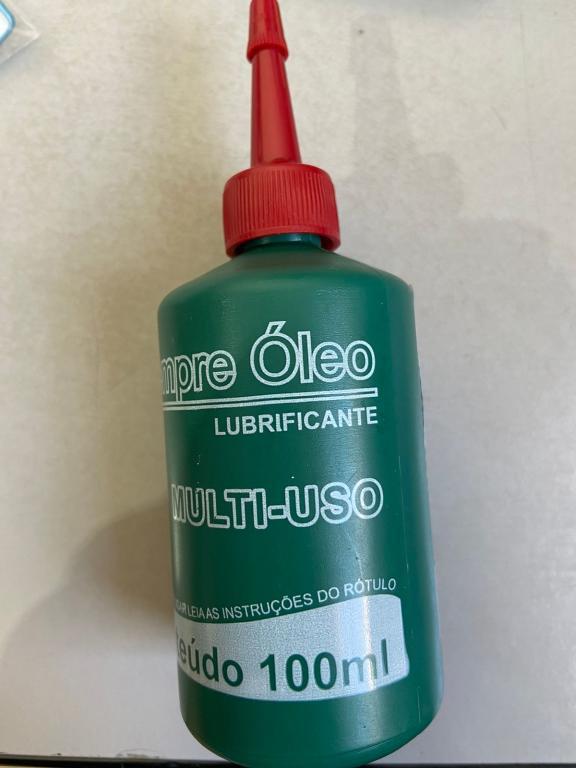 mpre Óleo
LUBRIFICANTE
MULTI-USO
LEIA AS INSTRUÇÕES DO RÓTULO
eúdo 100ml